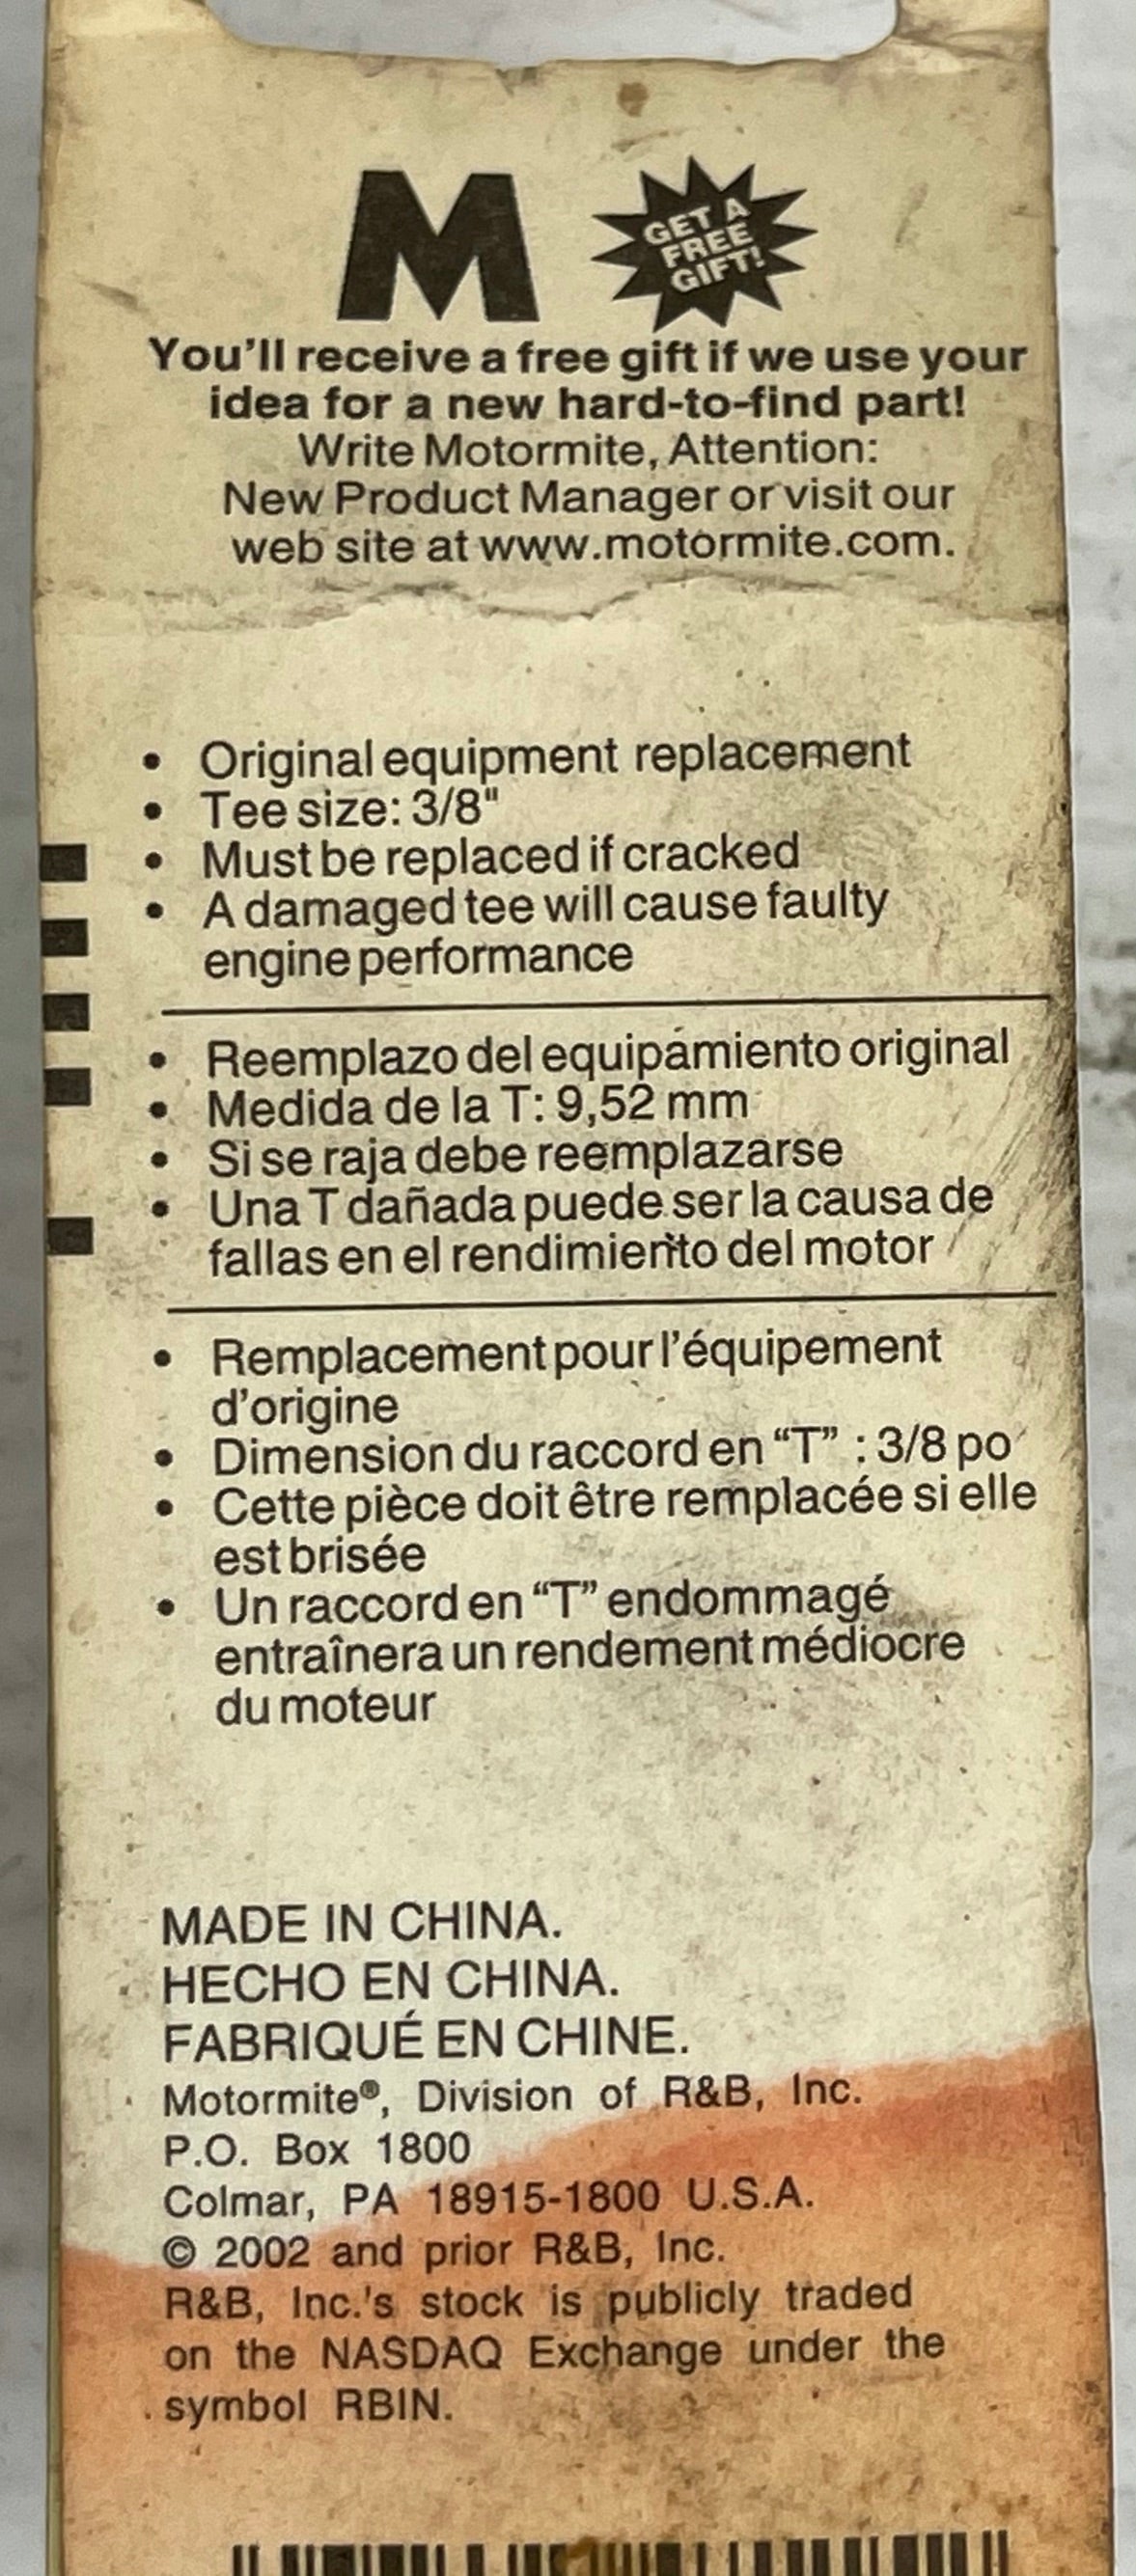 M
GET A
FREE
GIFT!
You'll receive a free gift if we use your
idea for a new hard-to-find part!
Write Motormite, Attention:
New Product Manager or visit our
web site at www.motormite.com.
• Original equipment replacement
• Tee size: 3/8"
• Must be replaced if cracked
• A damaged tee will cause faulty
engine performance
• Reemplazo del equipamiento original
• Medida de la T: 9,52 mm
• Si se raja debe reemplazarse
• Una T dañada puede ser la causa de
fallas en el rendimiento del motor
• Remplacement pour l'équipement
d'origine
• Dimension du raccord en “T” : 3/8 po
• Cette pièce doit être remplacée si elle
est brisée
• Un raccord en “T” endommagé
entraînera un rendement médiocre
du moteur
MADE IN CHINA.
HECHO EN CHINA.
FABRIQUÉ EN CHINE.
Motormite®, Division of R&B, Inc.
P.O. Box 1800
Colmar, PA 18915-1800 U.S.A.
© 2002 and prior R&B, Inc.
R&B, Inc.'s stock is publicly traded
on the NASDAQ Exchange under the
symbol RBIN.